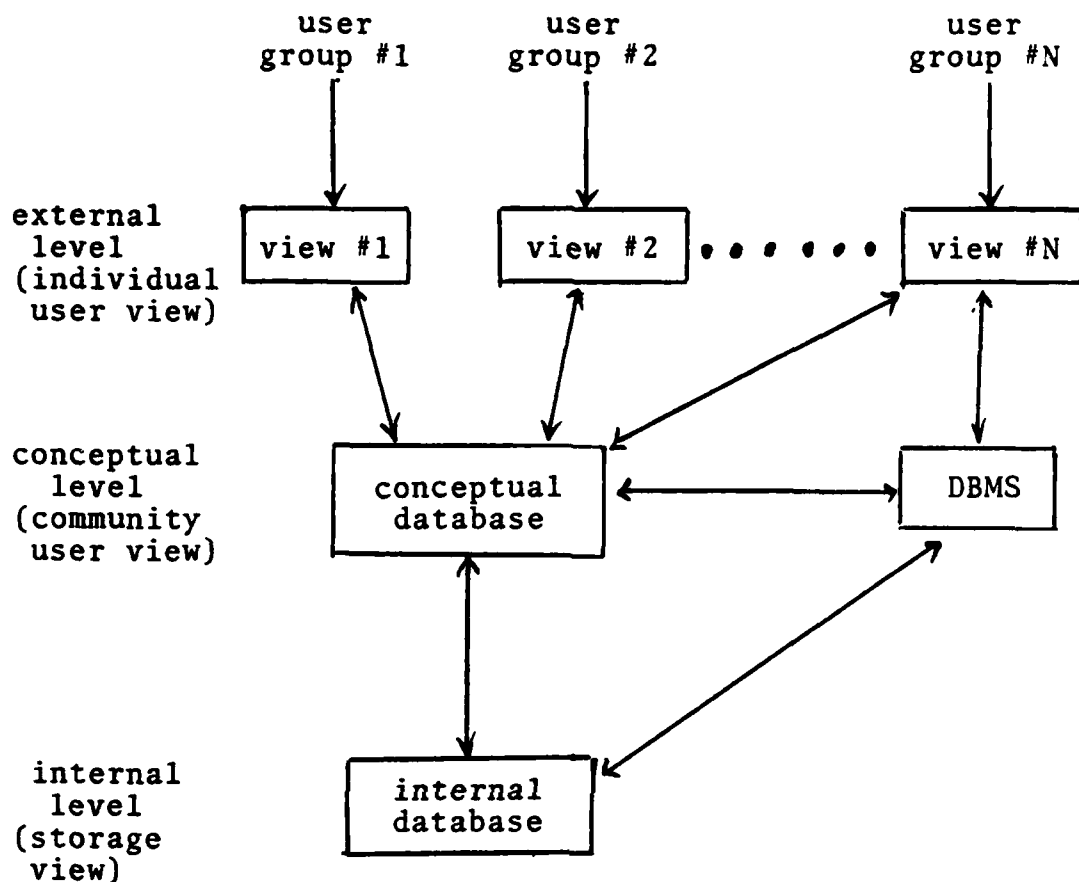 user
group #1
user
group #2
user
group #N
external
level
(individual
user view)
view #1
view #2
view #N
conceptual
level
(community
user view)
conceptual
database
DBMS
internal
level
(storage
view)
internal
database